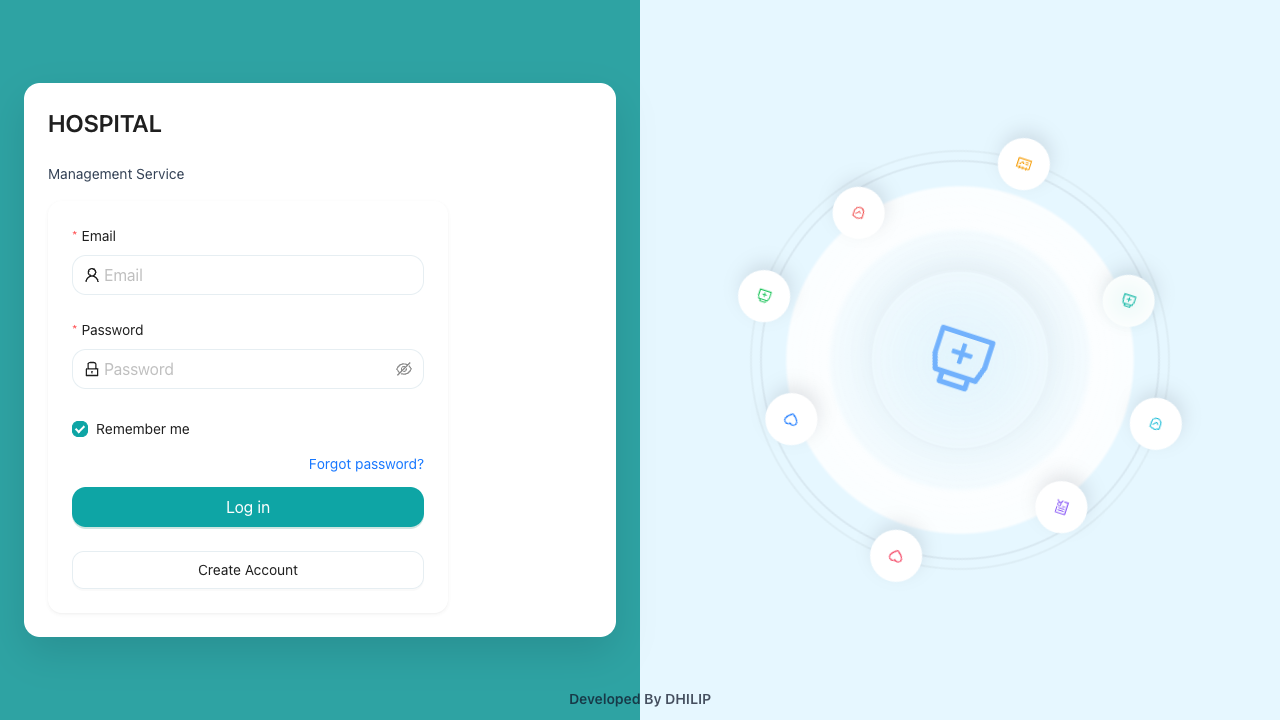 HOSPITAL
Management Service
* Email
Email
* Password
Password
Remember me
Forgot password?
Log in
Create Account
Developed By DHILIP